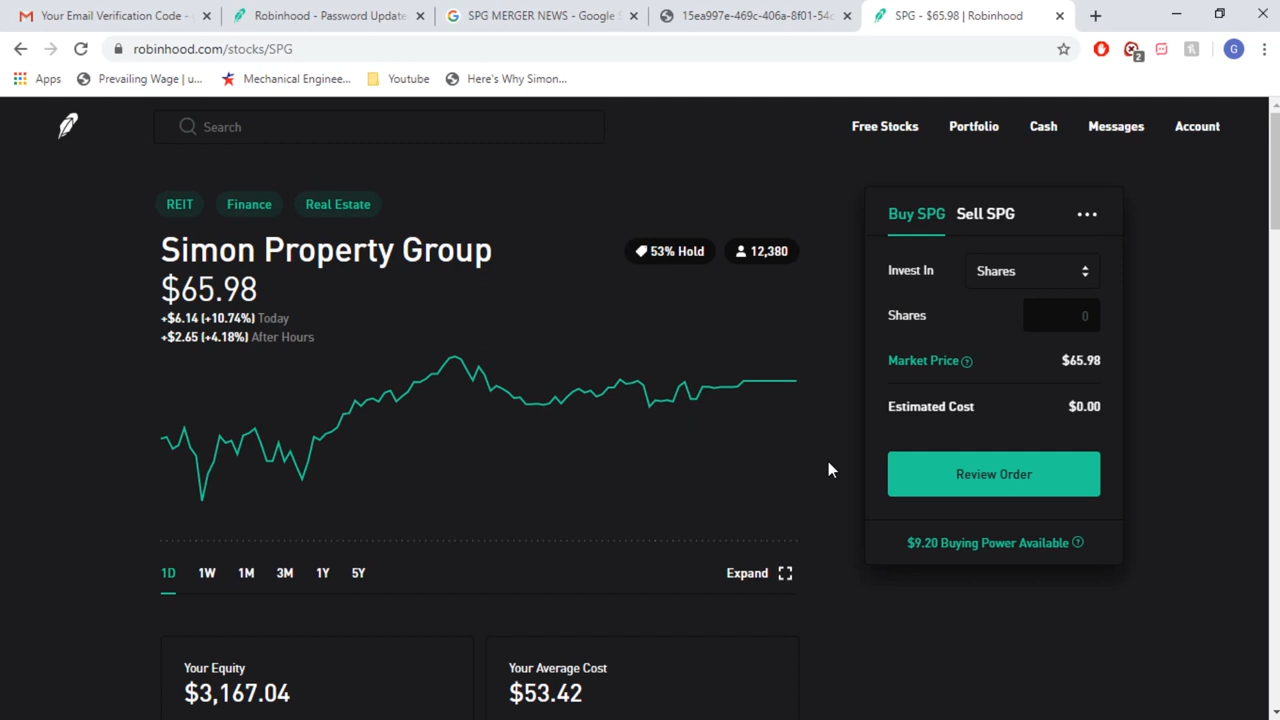 Your Email Verification Code -
Robinhood - Password Update
SPG MERGER NEWS - Google S
15ea997e-469c-406a-8f01-54c
SPG - $65.98 | Robinhood
robinhood.com/stocks/SPG
2
G
Apps
Prevailing Wage | u...
Mechanical Enginee...
Youtube
Here's Why Simon...
Search
Free Stocks
Portfolio
Cash
Messages
Account
REIT
Finance
Real Estate
Simon Property Group
53% Hold
12,380
$65.98
+$6.14 (+10.74%) Today
+$2.65 (+4.18%) After Hours
1D 1W 1M 3M 1Y 5Y
Expand
Your Equity
$3,167.04
Your Average Cost
$53.42
Buy SPG Sell SPG
Invest In Shares
Shares 0
Market Price ? $65.98
Estimated Cost $0.00
Review Order
$9.20 Buying Power Available ?